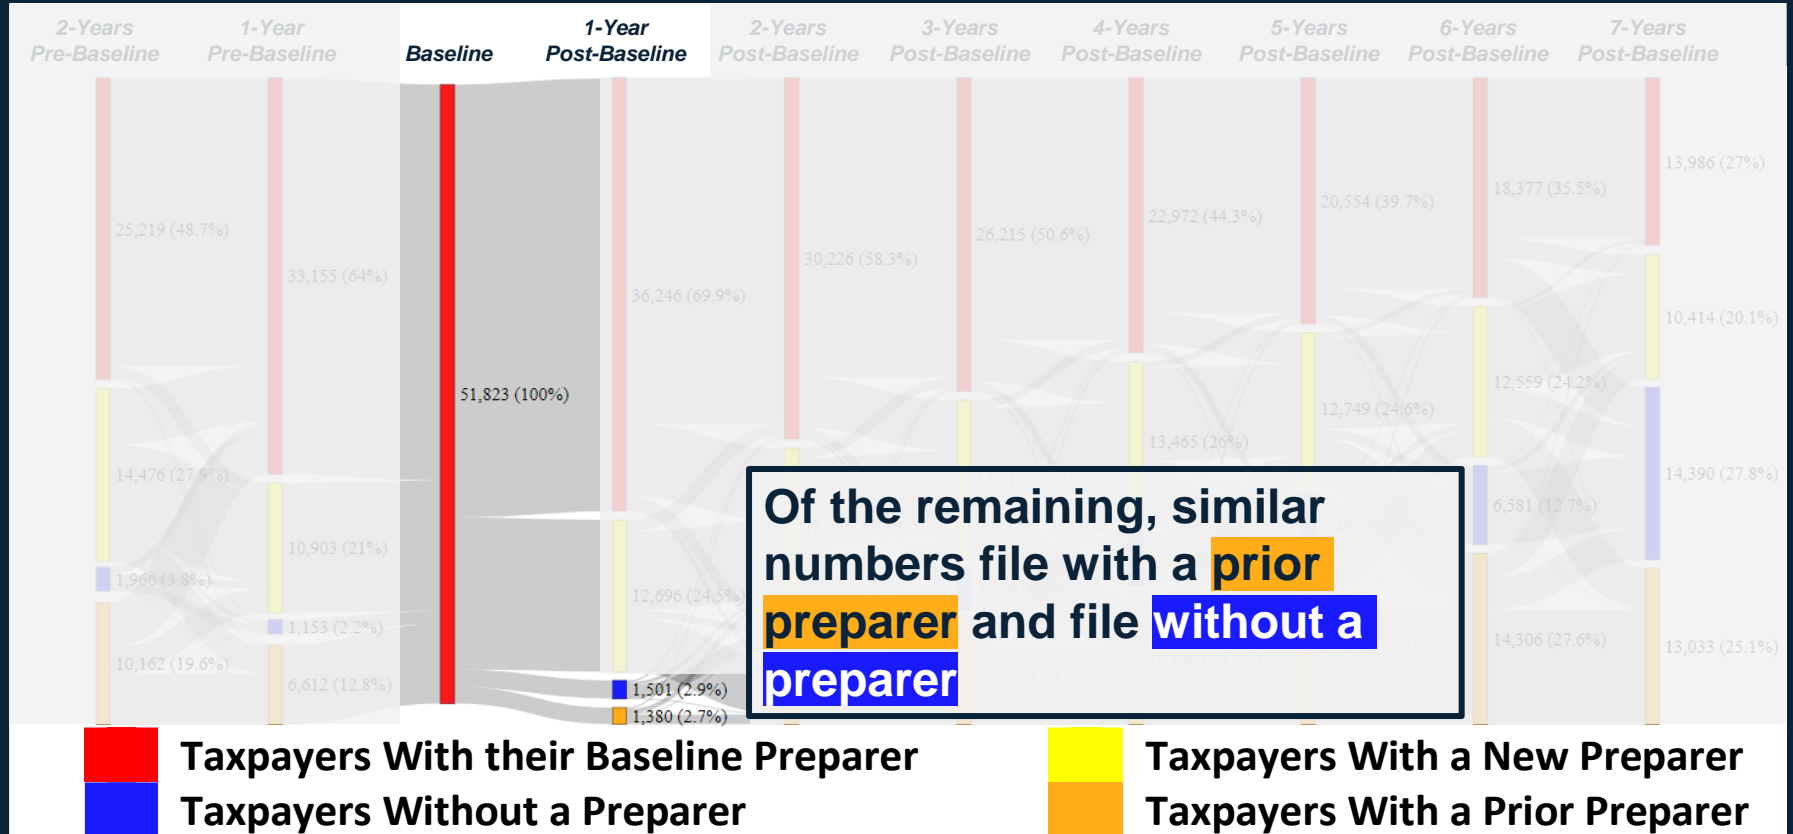 2-Years
Pre-Baseline
1-Year
Pre-Baseline
Baseline
1-Year
Post-Baseline
2-Years
Post-Baseline
3-Years
Post-Baseline
4-Years
Post-Baseline
5-Years
Post-Baseline
6-Years
Post-Baseline
7-Years
Post-Baseline
25,219 (48.7%)
14,476 (27.9%)
1,966 (3.8%)
10,162 (19.6%)
33,155 (64%)
10,903 (21%)
1,153 (2.2%)
6,612 (12.8%)
51,823 (100%)
36,246 (69.9%)
12,696 (24.5%)
1,501 (2.9%)
1,380 (2.7%)
30,226 (58.3%)
26,215 (50.6%)
22,972 (44.3%)
13,465 (26%)
20,554 (39.7%)
12,749 (24.6%)
18,377 (35.5%)
12,559 (24.2%)
6,581 (12.7%)
14,306 (27.6%)
13,986 (27%)
10,414 (20.1%)
14,390 (27.8%)
13,033 (25.1%)
Of the remaining, similar
numbers file with a prior
preparer and file without a
preparer
Taxpayers With their Baseline Preparer
Taxpayers With a New Preparer
Taxpayers Without a Preparer
Taxpayers With a Prior Preparer